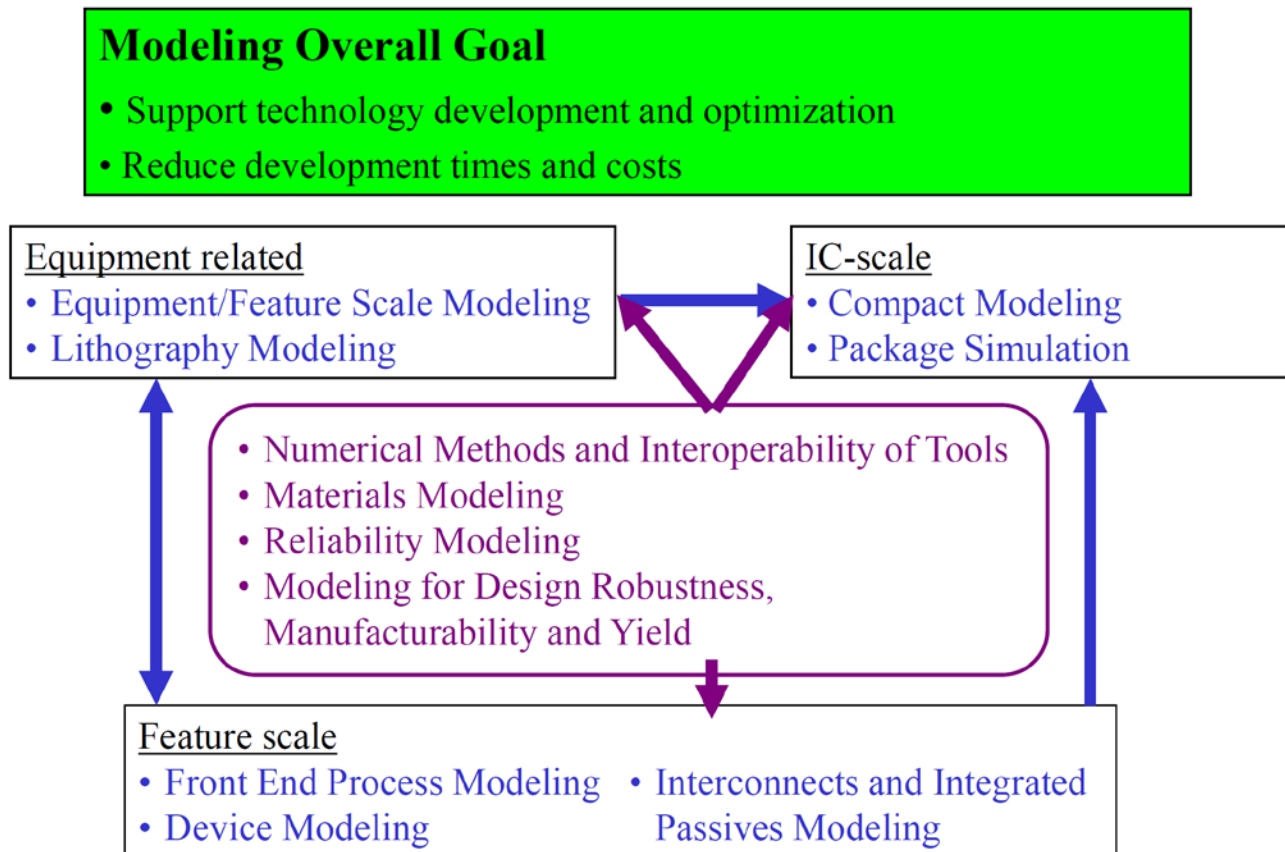 Modeling Overall Goal
• Support technology development and optimization
• Reduce development times and costs
Equipment related
• Equipment/Feature Scale Modeling
• Lithography Modeling
IC-scale
• Compact Modeling
• Package Simulation
• Numerical Methods and Interoperability of Tools
• Materials Modeling
• Reliability Modeling
• Modeling for Design Robustness,
Manufacturability and Yield
Feature scale
• Front End Process Modeling
• Device Modeling
• Interconnects and Integrated
Passives Modeling